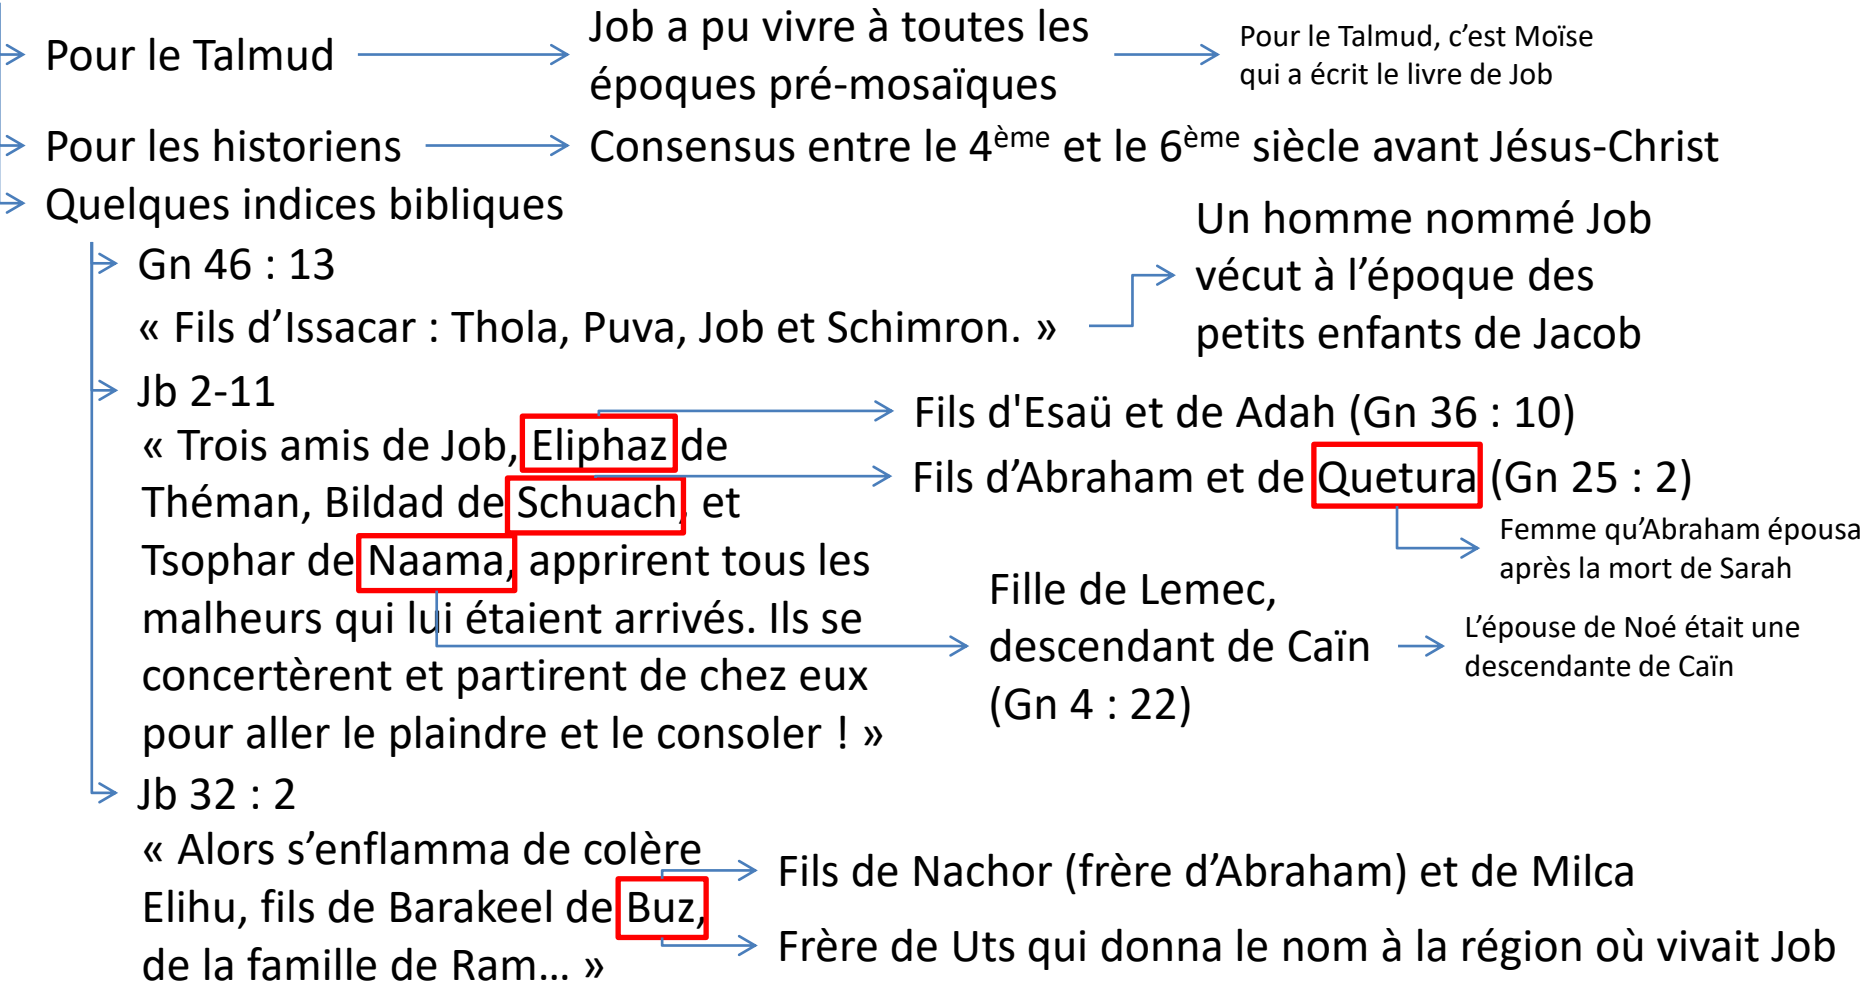 Pour le Talmud
Job a pu vivre à toutes les
époques pré-mosaïques
Pour le Talmud, c’est Moïse
qui a écrit le livre de Job
Pour les historiens
Consensus entre le 4ème et le 6ème siècle avant Jésus-Christ
Quelques indices bibliques
Gn 46 : 13
« Fils d’Issacar : Thola, Puva, Job et Schimron. »
Un homme nommé Job
vécut à l’époque des
petits enfants de Jacob
Jb 2-11
« Trois amis de Job, Eliphaz de
Théman, Bildad de Schuach, et
Tsophar de Naama, apprirent tous les
malheurs qui lui étaient arrivés. Ils se
concertèrent et partirent de chez eux
pour aller le plaindre et le consoler ! »
Fils d'Esaü et de Adah (Gn 36 : 10)
Fils d’Abraham et de Quetura (Gn 25 : 2)
Femme qu’Abraham épousa
après la mort de Sarah
Fille de Lemec,
descendant de Caïn
(Gn 4 : 22)
L’épouse de Noé était une
descendante de Caïn
Jb 32 : 2
« Alors s’enflamma de colère
Elihu, fils de Barakeel de Buz,
de la famille de Ram… »
Fils de Nachor (frère d’Abraham) et de Milca
Frère de Uts qui donna le nom à la région où vivait Job